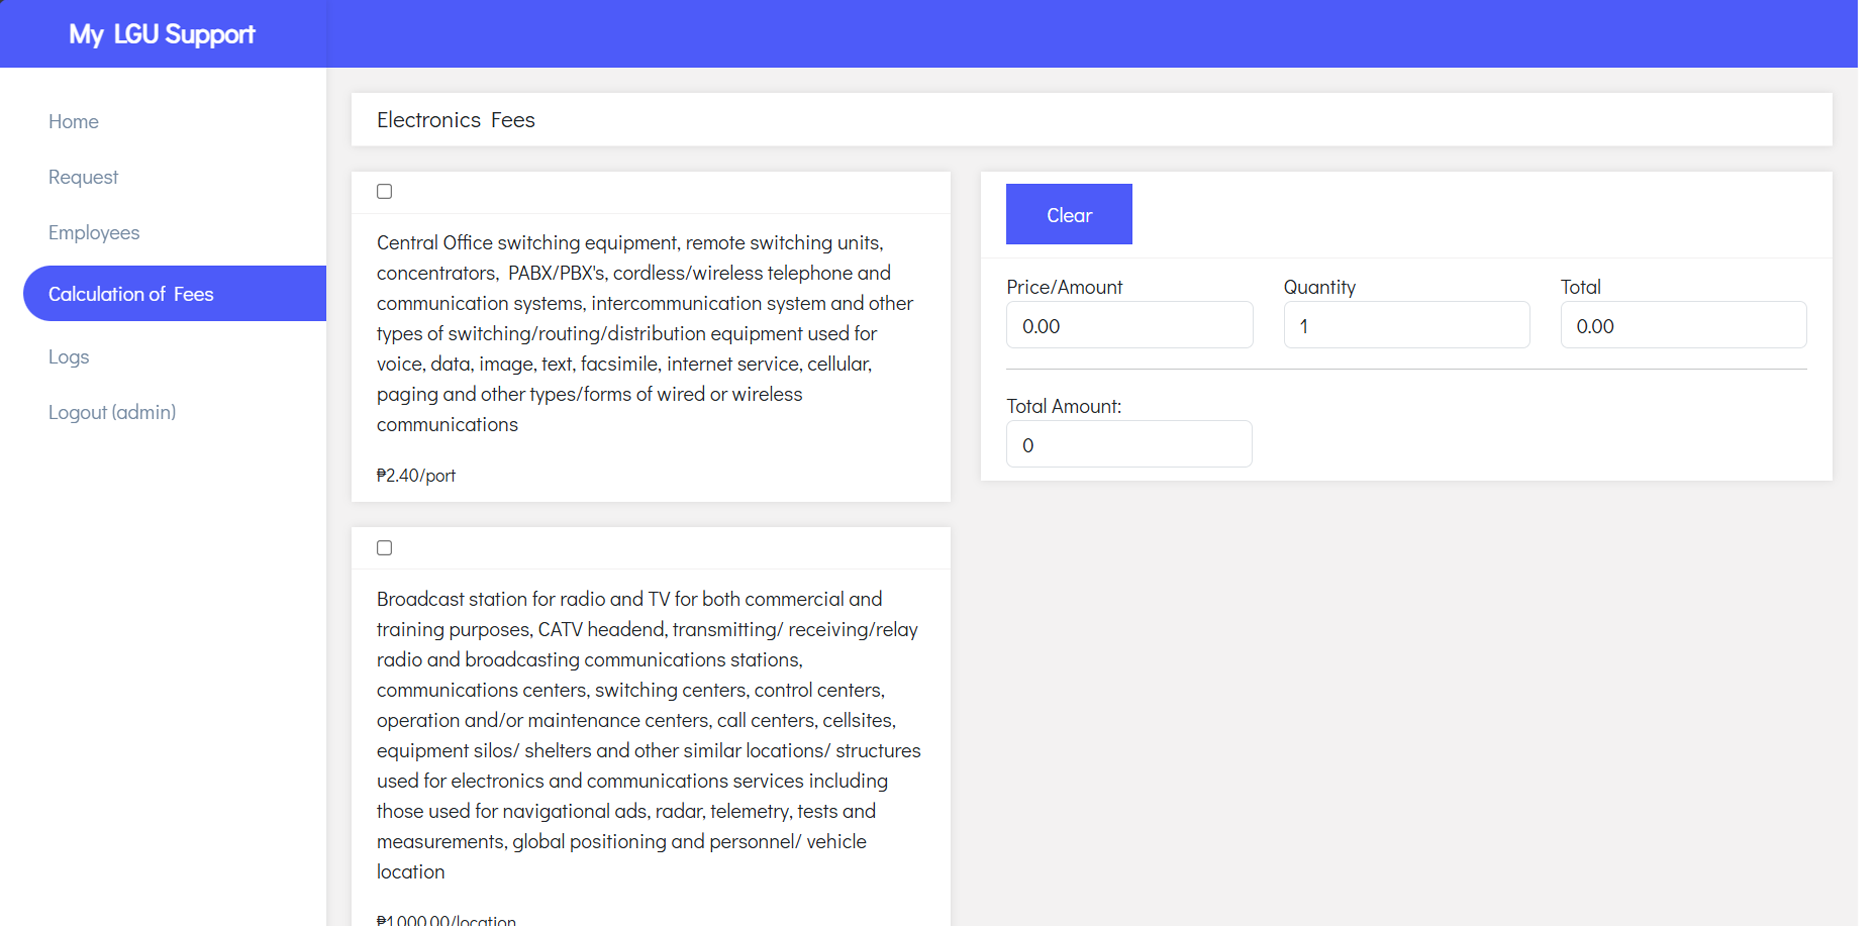 My LGU Support
Home
Request
Employees
Calculation of Fees
Logs
Logout (admin)
Electronics Fees
Central Office switching equipment, remote switching units,
concentrators, PABX/PBX's, cordless/wireless telephone and
communication systems, intercommunication system and other
types of switching/routing/distribution equipment used for
voice, data, image, text, facsimile, internet service, cellular,
paging and other types/forms of wired or wireless
communications
₱2.40/port
Broadcast station for radio and TV for both commercial and
training purposes, CATV headend, transmitting/ receiving/relay
radio and broadcasting communications stations,
communications centers, switching centers, control centers,
operation and/or maintenance centers, call centers, cellsites,
equipment silos/ shelters and other similar locations/ structures
used for electronics and communications services including
those used for navigational ads, radar, telemetry, tests and
measurements, global positioning and personnel/ vehicle
location
₱1,000.00/location
Clear
Price/Amount Quantity Total
0.00 1 0.00
Total Amount:
0